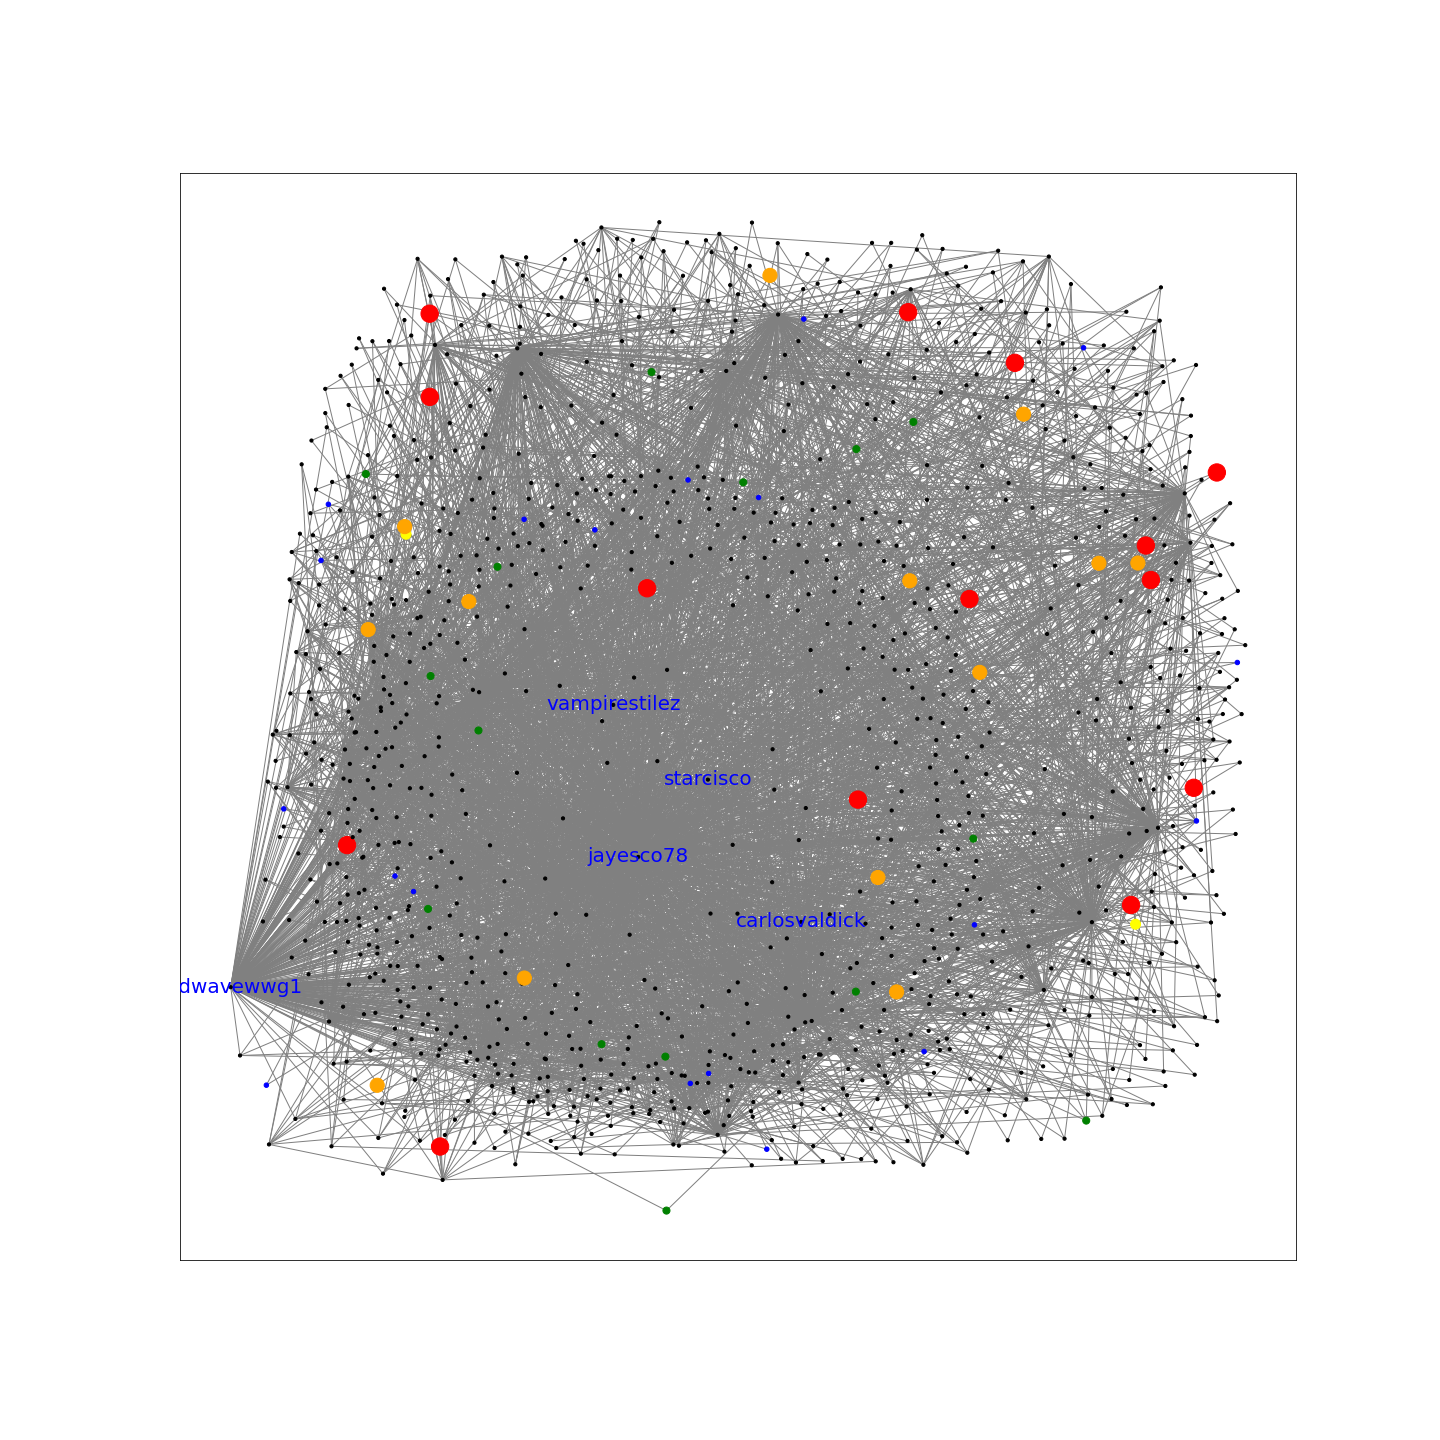 vampirestilez
starcisco
jayesco78
carlosvaldick
dwavewwg1